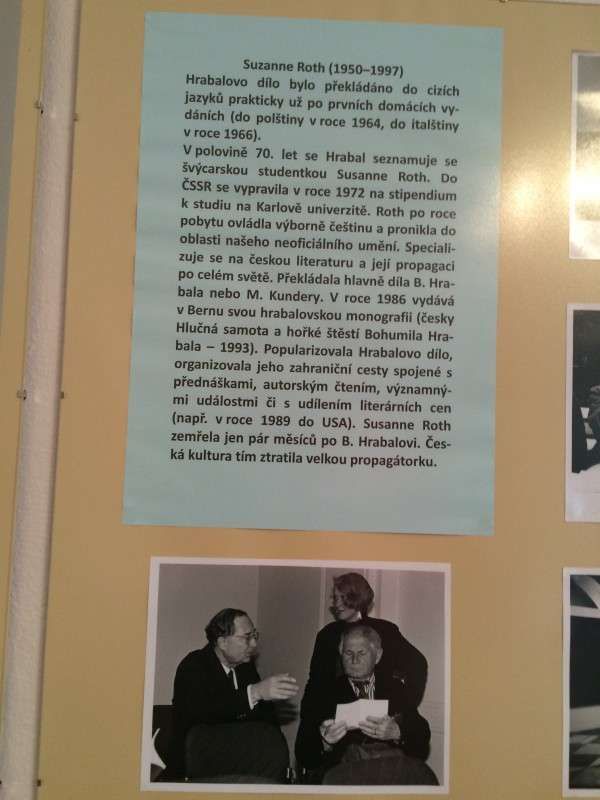 Suzanne Roth (1950–1997)
Hrabalovo dílo bylo překládáno do cizích
jazyků prakticky už po prvních domácích vy-
dáních (do polštiny v roce 1964, do italštiny
v roce 1966).
V polovině 70. let se Hrabal seznamuje se
švýcarskou studentkou Susanne Roth. Do
ČSSR se vypravila v roce 1972 na stipendium
k studiu na Karlově univerzitě. Roth po roce
pobytu ovládla výborně češtinu a pronikla do
oblasti našeho neoficiálního umění. Speciali-
zuje se na českou literaturu a její propagaci
po celém světě. Překládala hlavně díla B. Hra-
bala nebo M. Kundery. V roce 1986 vydává
v Bernu svou hrabalovskou monografii (česky
Hlučná samota a hořké štěstí Bohumila Hra-
bala – 1993). Popularizovala Hrabalovo dílo,
organizovala jeho zahraniční cesty spojené s
přednáškami, autorským čtením, významný-
mi událostmi či s udílením literárních cen
(např. v roce 1989 do USA). Susanne Roth
zemřela jen pár měsíců po B. Hrabalovi. Čes-
ká kultura tím ztratila velkou propagátorku.